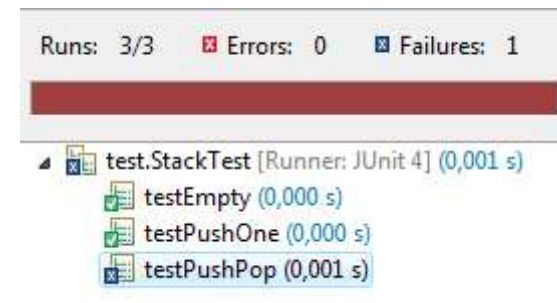 Runs: 3/3 Errors: 0 Failures: 1
test.StackTest [Runner: JUnit 4] (0,001 s)
testEmpty (0,000 s)
testPushOne (0,000 s)
testPushPop (0,001 s)